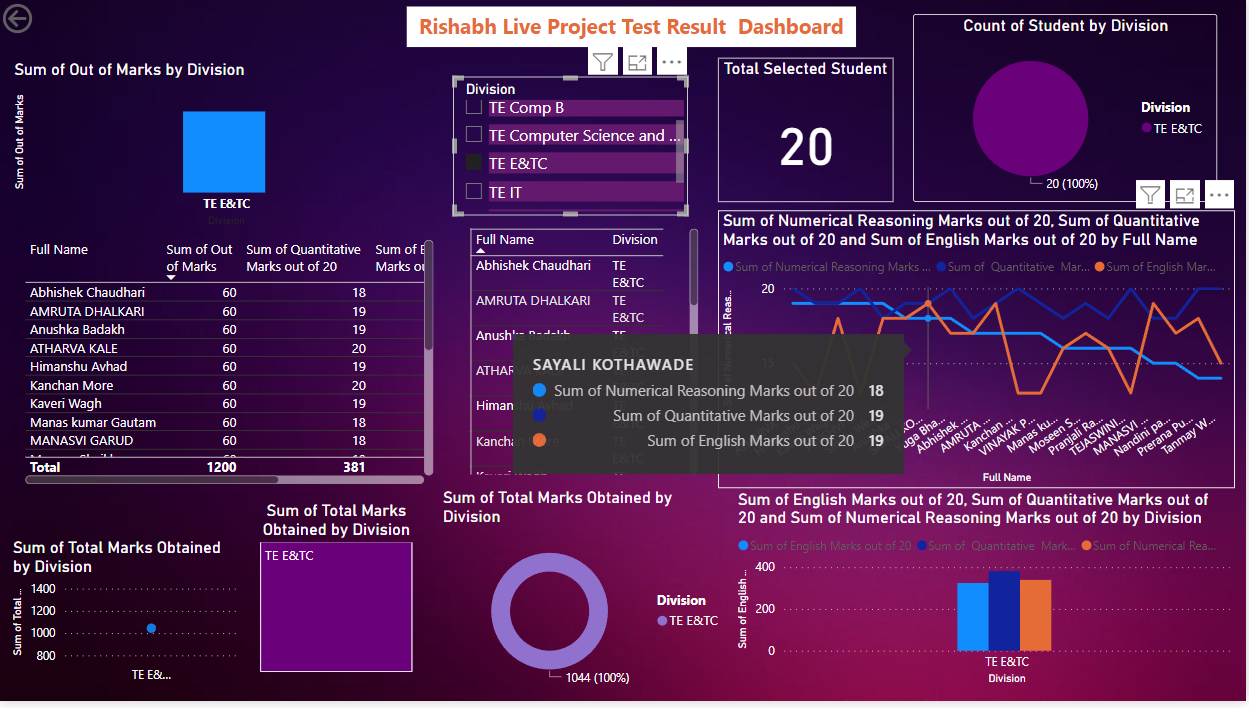 Rishabh Live Project Test Result Dashboard
Sum of Out of Marks by Division
Sum of Out of Marks
TE E&TC
Division
Division
TE Comp B
TE Computer Science and ...
TE E&TC
TE IT
Total Selected Student
20
Count of Student by Division
Division
TE E&TC
20 (100%)
Full Name Sum of Out of Marks Sum of Quantitative Marks out of 20 Sum of E Marks ou
Abhishek Chaudhari 60 18
AMRUTA DHALKARI 60 19
Anushka Badakh 60 19
ATHARVA KALE 60 20
Himanshu Avhad 60 19
Kanchan More 60 20
Kaveri Wagh 60 19
Manas kumar Gautam 60 18
MANASVI GARUD 60 18
Total 1200 381
Full Name Division
Abhishek Chaudhari TE E&TC
AMRUTA DHALKARI TE E&TC
Anushka Badakh TE E&TC
ATHAR
Himanshu Avhad
Kancha
Kaveri Wagh
Sum of Numerical Reasoning Marks out of 20, Sum of Quantitative
Marks out of 20 and Sum of English Marks out of 20 by Full Name
Sum of Numerical Reasoning Marks ... Sum of Quantitative Mar... Sum of English Mar...
20
15
SAYALI KOTHAWADE
Sum of Numerical Reasoning Marks out of 20 18
Sum of Quantitative Marks out of 20 19
Sum of English Marks out of 20 19
uga Bha...
Abhishek ...
AMRUTA ...
Kanchan ...
VINAYAK P...
Manas ku...
Moseen S...
Pranjali Ra...
TEJASWINI...
MANASVI ...
Nandini pa...
Prerana Pu...
Tanmay W...
Full Name
Sum of Total Marks Obtained
by Division
Sum of Total ...
1400
1200
1000
800
TE E&...
Sum of Total Marks
Obtained by Division
TE E&TC
Sum of Total Marks Obtained by
Division
Division
TE E&TC
1044 (100%)
Sum of English Marks out of 20, Sum of Quantitative Marks out of
20 and Sum of Numerical Reasoning Marks out of 20 by Division
Sum of English Marks out of 20 Sum of Quantitative Mark... Sum of Numerical Rea...
Sum of English ...
400
200
0
TE E&TC
Division